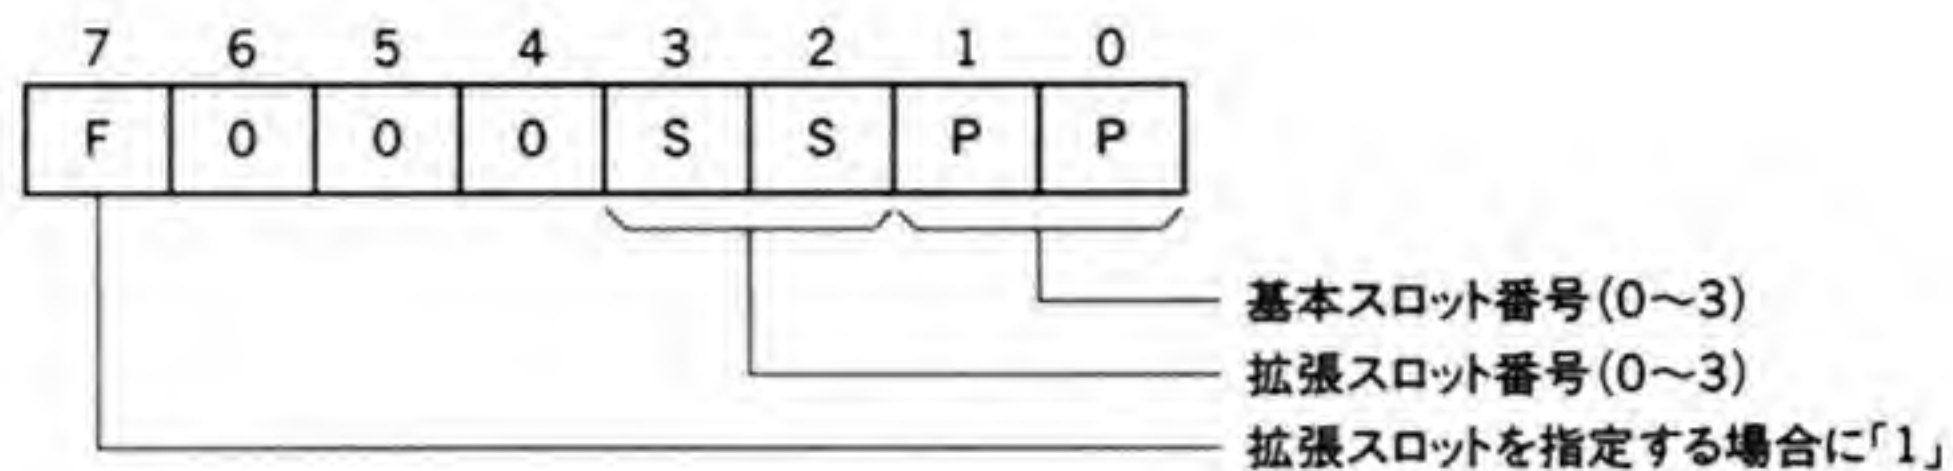 7 6 5 4 3 2 1 0
F 0 0 0 S S P P
基本スロット番号(0〜3)
拡張スロット番号(0〜3)
拡張スロットを指定する場合に「1」